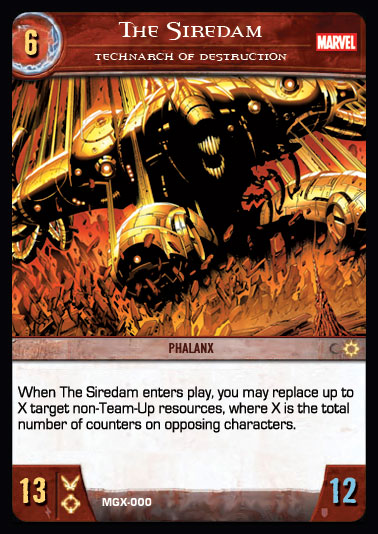 6
The Siredam
MARVEL
TECHNARCH OF DESTRUCTION
PHALANX
C
When The Siredam enters play, you may replace up to
X target non-Team-Up resources, where X is the total
number of counters on opposing characters.
13
MGX-000
12